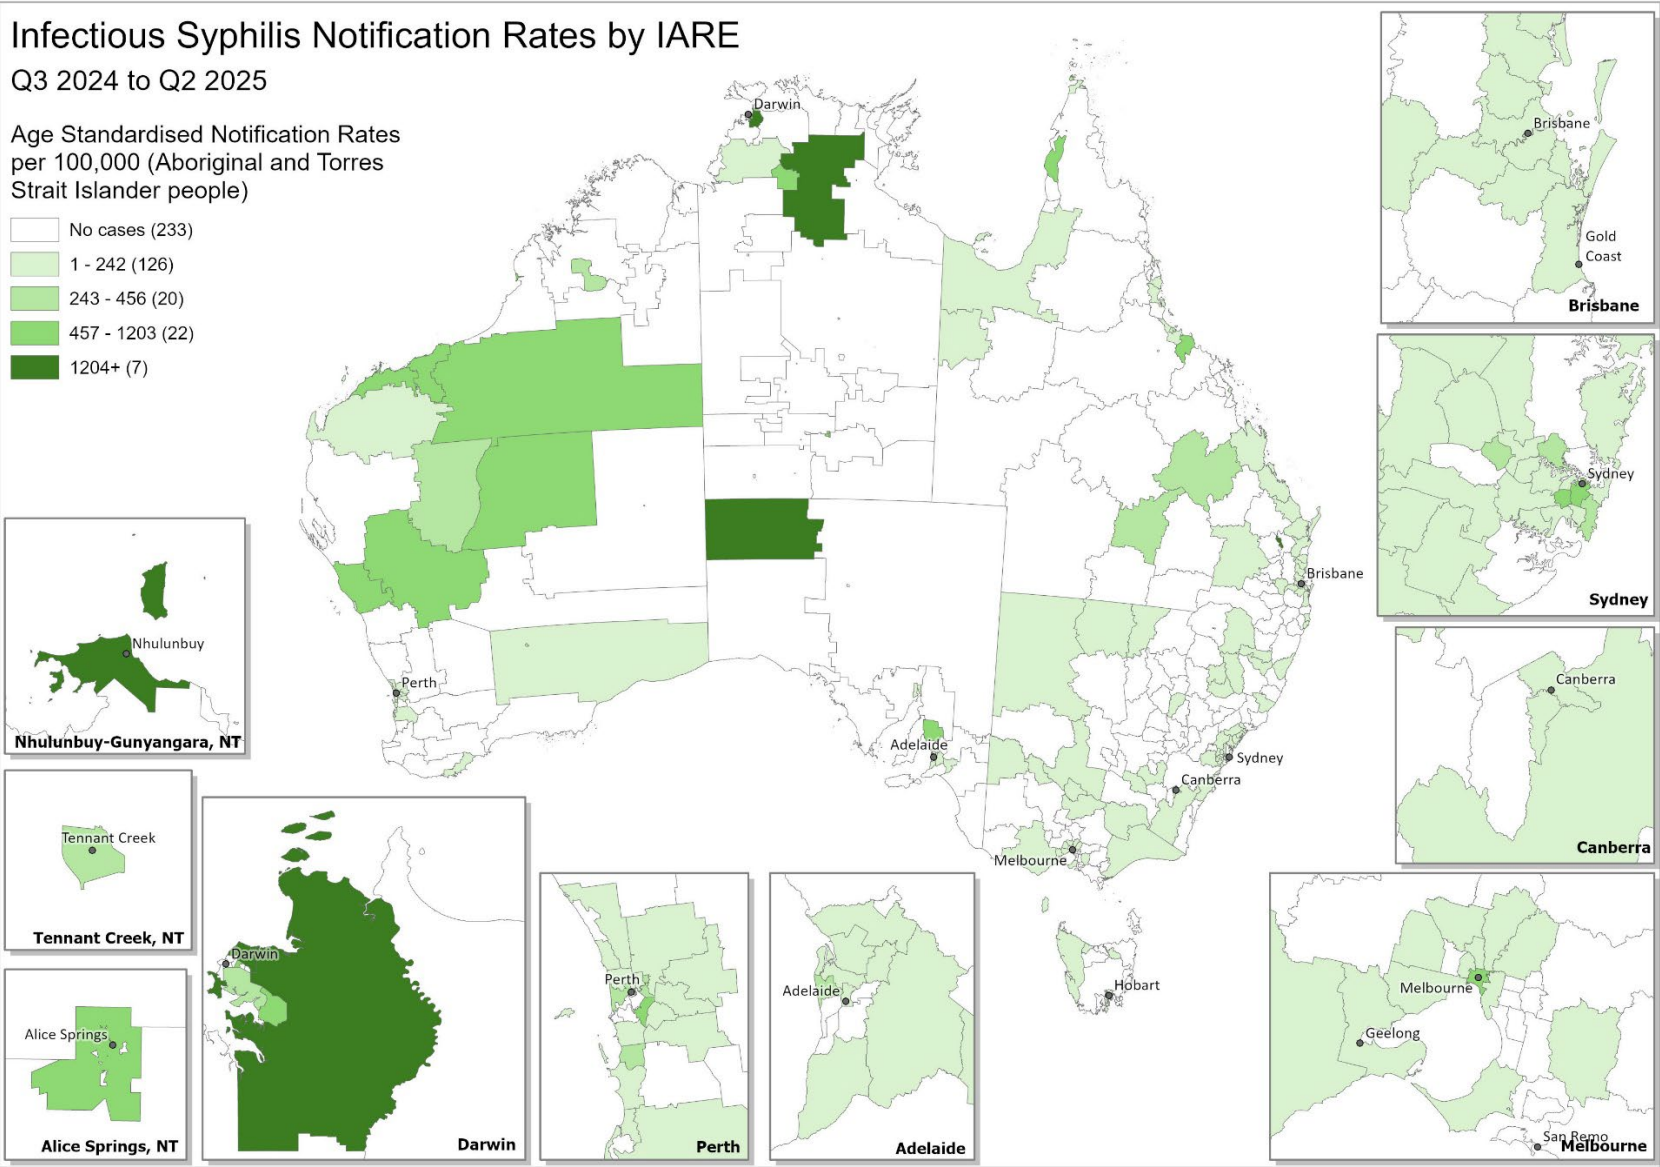 Infectious Syphilis Notification Rates by IARE
Q3 2024 to Q2 2025
Age Standardised Notification Rates
per 100,000 (Aboriginal and Torres
Strait Islander people)
No cases (233)
1 - 242 (126)
243 - 456 (20)
457 - 1203 (22)
1204+ (7)
Darwin
Brisbane
Perth
Adelaide
Sydney
Canberra
Melbourne
Hobart
Brisbane
Gold
Coast
Brisbane
Sydney
Sydney
Canberra
Canberra
Nhulunbuy
Nhulunbuy-Gunyangara, NT
Tennant Creek
Tennant Creek, NT
Alice Springs
Alice Springs, NT
Darwin
Darwin
Perth
Perth
Adelaide
Adelaide
Melbourne
Geelong
San Remo
Melbourne